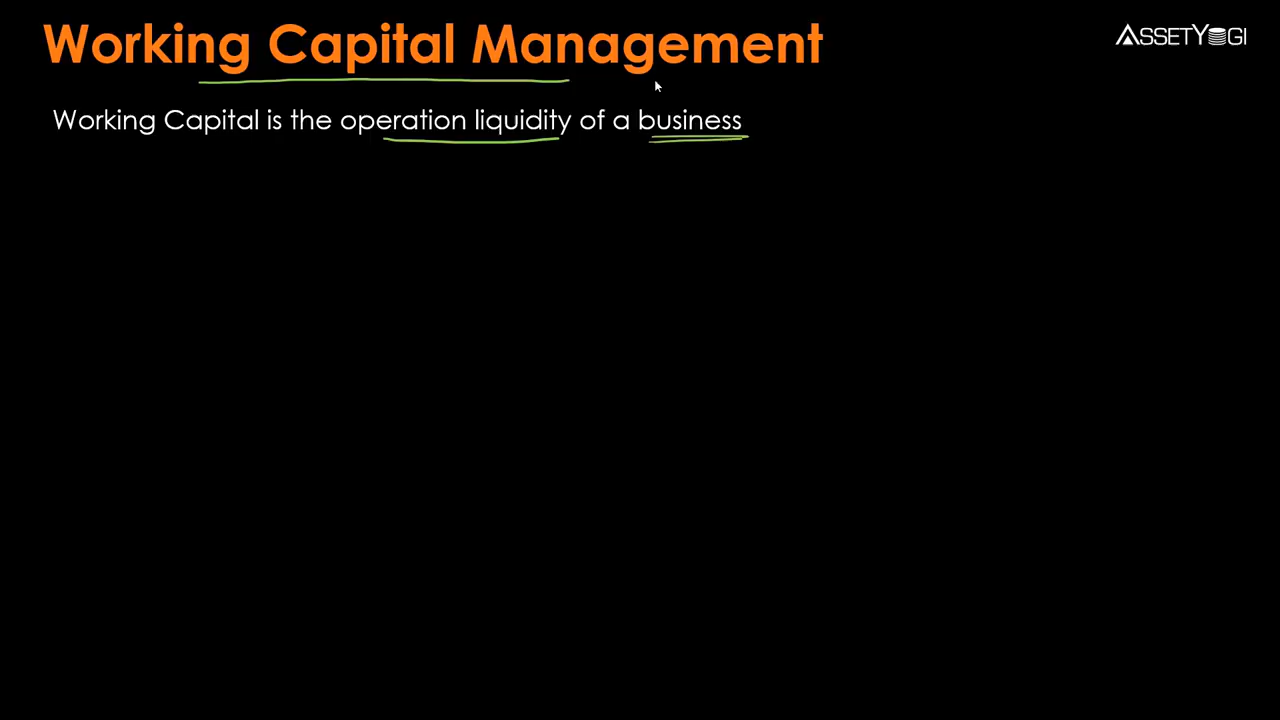 Working Capital Management
ASSETYOGI
Working Capital is the operation liquidity of a business